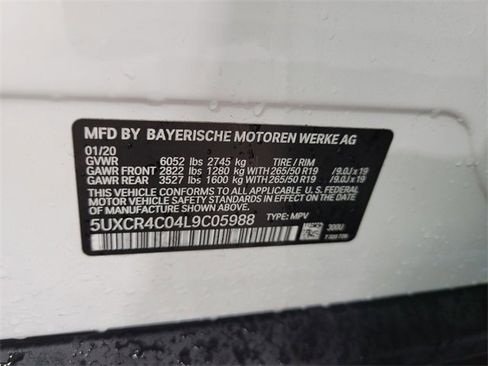 MFD BY BAYERISCHE MOTOREN WERKE AG
01/20
GVWR 6052 lbs 2745 kg TIRE / RIM
GAWR FRONT 2822 lbs 1280 kg WITH 265/50 R19 /9.0J x 19
GAWR REAR 3527 lbs 1600 kg WITH 265/50 R19 /9.0J x 19
THIS VEHICLE CONFORMS TO ALL APPLICABLE U.S. FEDERAL
MOTOR VEHICLE SAFETY STANDARDS IN EFFECT ON THE
DATE OF MANUFACTURE SHOWN ABOVE.
5UXCR4C04L9C05988 TYPE: MPV
300U